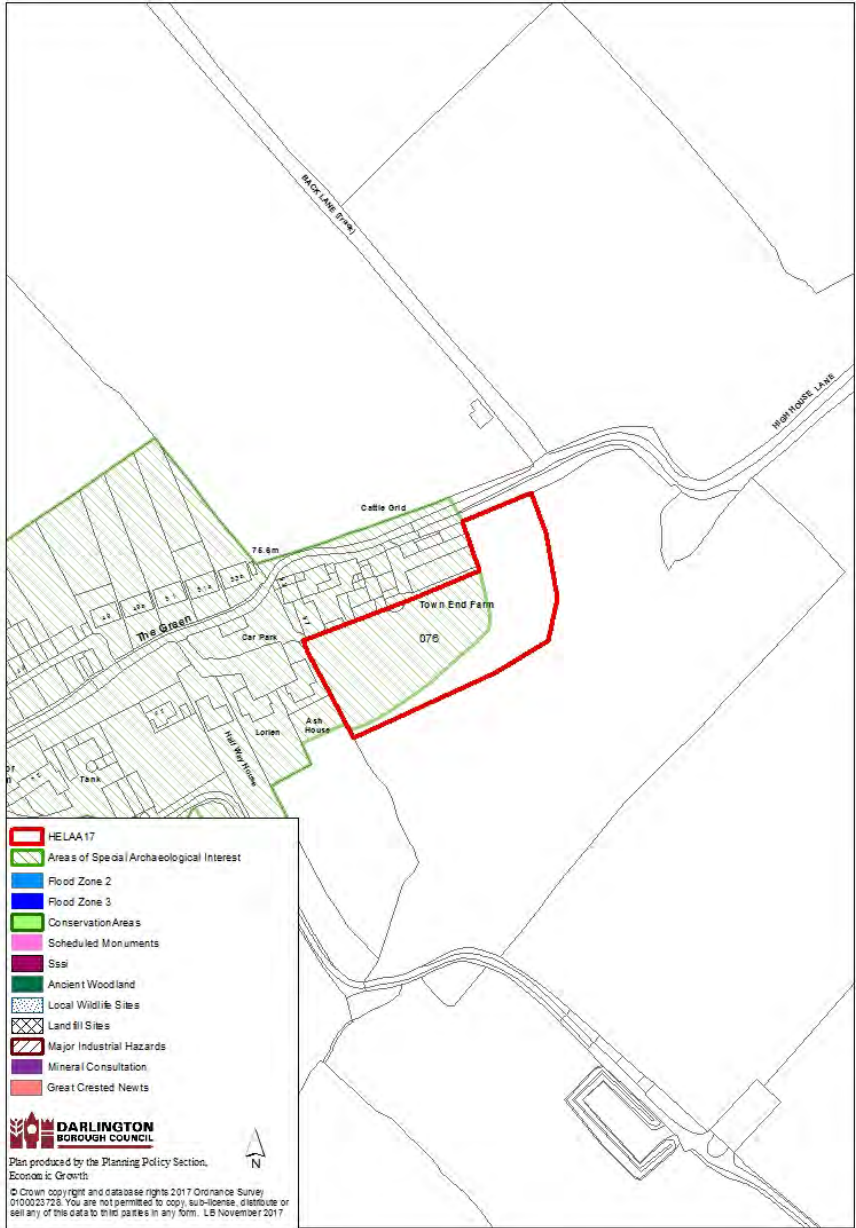 BACK LANE (Track)
HIGH HOUSE LANE
Cattle Grid
75.6m
Town End Farm
076
The Green
Car Park
51
51a
53a
47
Ash
House
Lorien
Half Way House
Tank
HELAA17
Areas of Special Archaeological Interest
Flood Zone 2
Flood Zone 3
Conservation Areas
Scheduled Monuments
Sssi
Ancient Woodland
Local Wildlife Sites
Landfill Sites
Major Industrial Hazards
Mineral Consultation
Great Crested Newts
DARLINGTON
BOROUGH COUNCIL
N
Plan produced by the Planning Policy Section,
Economic Growth
© Crown copyright and database rights 2017 Ordnance Survey
0100023728. You are not permitted to copy, sub-license, distribute or
sell any of this data to third parties in any form. LB November 2017